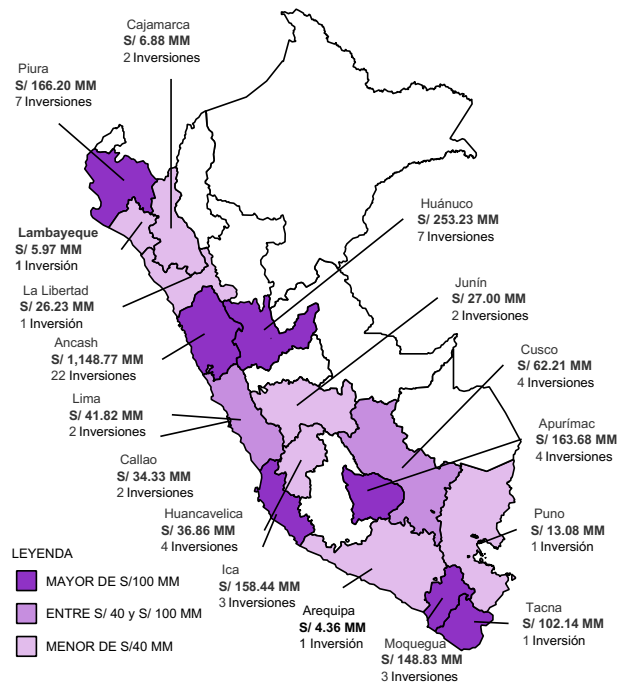 Cajamarca
S/ 6.88 MM
2 Inversiones
Piura
S/ 166.20 MM
7 Inversiones
Huánuco
S/ 253.23 MM
7 Inversiones
Lambayeque
S/ 5.97 MM
1 Inversión
La Libertad
S/ 26.23 MM
1 Inversión
Junín
S/ 27.00 MM
2 Inversiones
Ancash
S/ 1,148.77 MM
22 Inversiones
Cusco
S/ 62.21 MM
4 Inversiones
Lima
S/ 41.82 MM
2 Inversiones
Apurímac
S/ 163.68 MM
4 Inversiones
Callao
S/ 34.33 MM
2 Inversiones
Huancavelica
S/ 36.86 MM
4 Inversiones
Puno
S/ 13.08 MM
1 Inversión
Ica
S/ 158.44 MM
3 Inversiones
Arequipa
S/ 4.36 MM
1 Inversión
Tacna
S/ 102.14 MM
1 Inversión
Moquegua
S/ 148.83 MM
3 Inversiones
LEYENDA
MAYOR DE S/100 MM
ENTRE S/ 40 y S/ 100 MM
MENOR DE S/40 MM